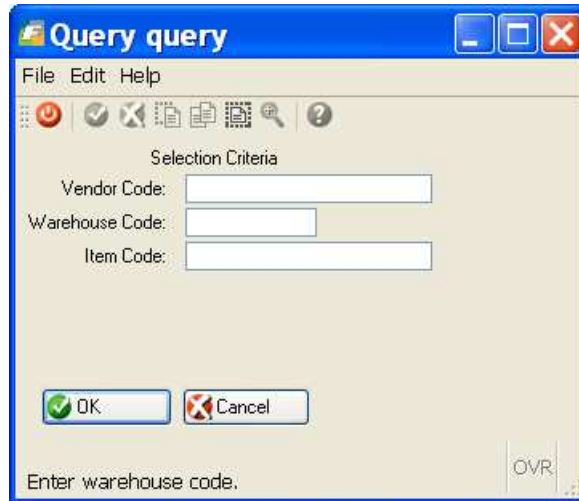 Query query
File Edit Help
Selection Criteria
Vendor Code:
Warehouse Code:
Item Code:
OK Cancel
Enter warehouse code. OVR